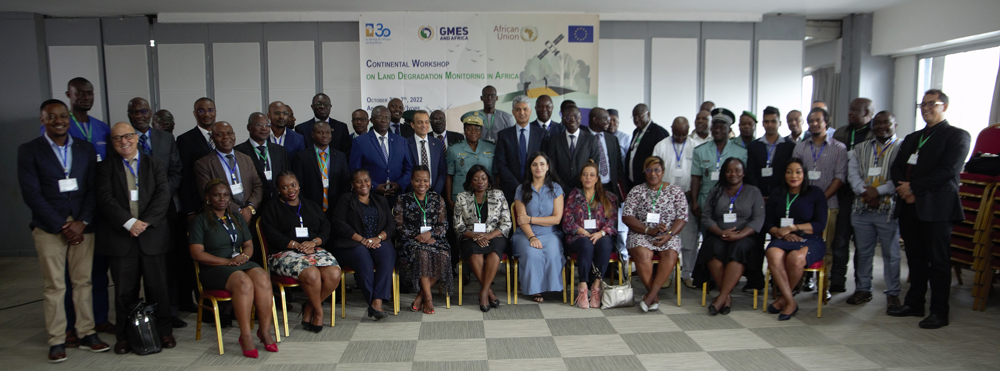 30
au service de l'Afrique
serving Africa
GMES
AND AFRICA
African
Union
CONTINENTAL WORKSHOP
ON LAND DEGRADATION MONITORING IN AFRICA
OCTOBER 7th, 2022
D'IVOIRE